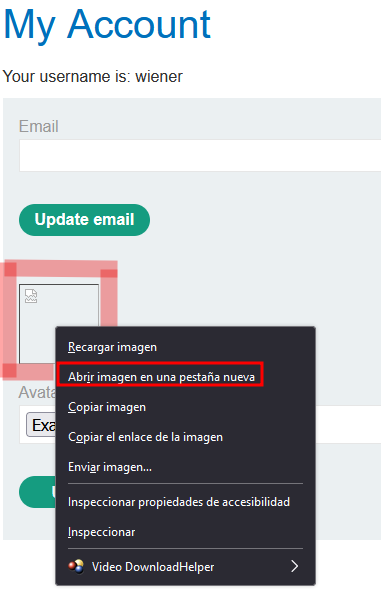 My Account
Your username is: wiener
Email
Update email
Recargar imagen
Abrir imagen en una pestaña nueva
Copiar imagen
Copiar el enlace de la imagen
Enviar imagen...
Inspeccionar propiedades de accesibilidad
Inspeccionar
Video DownloadHelper
Avata
Exa
U